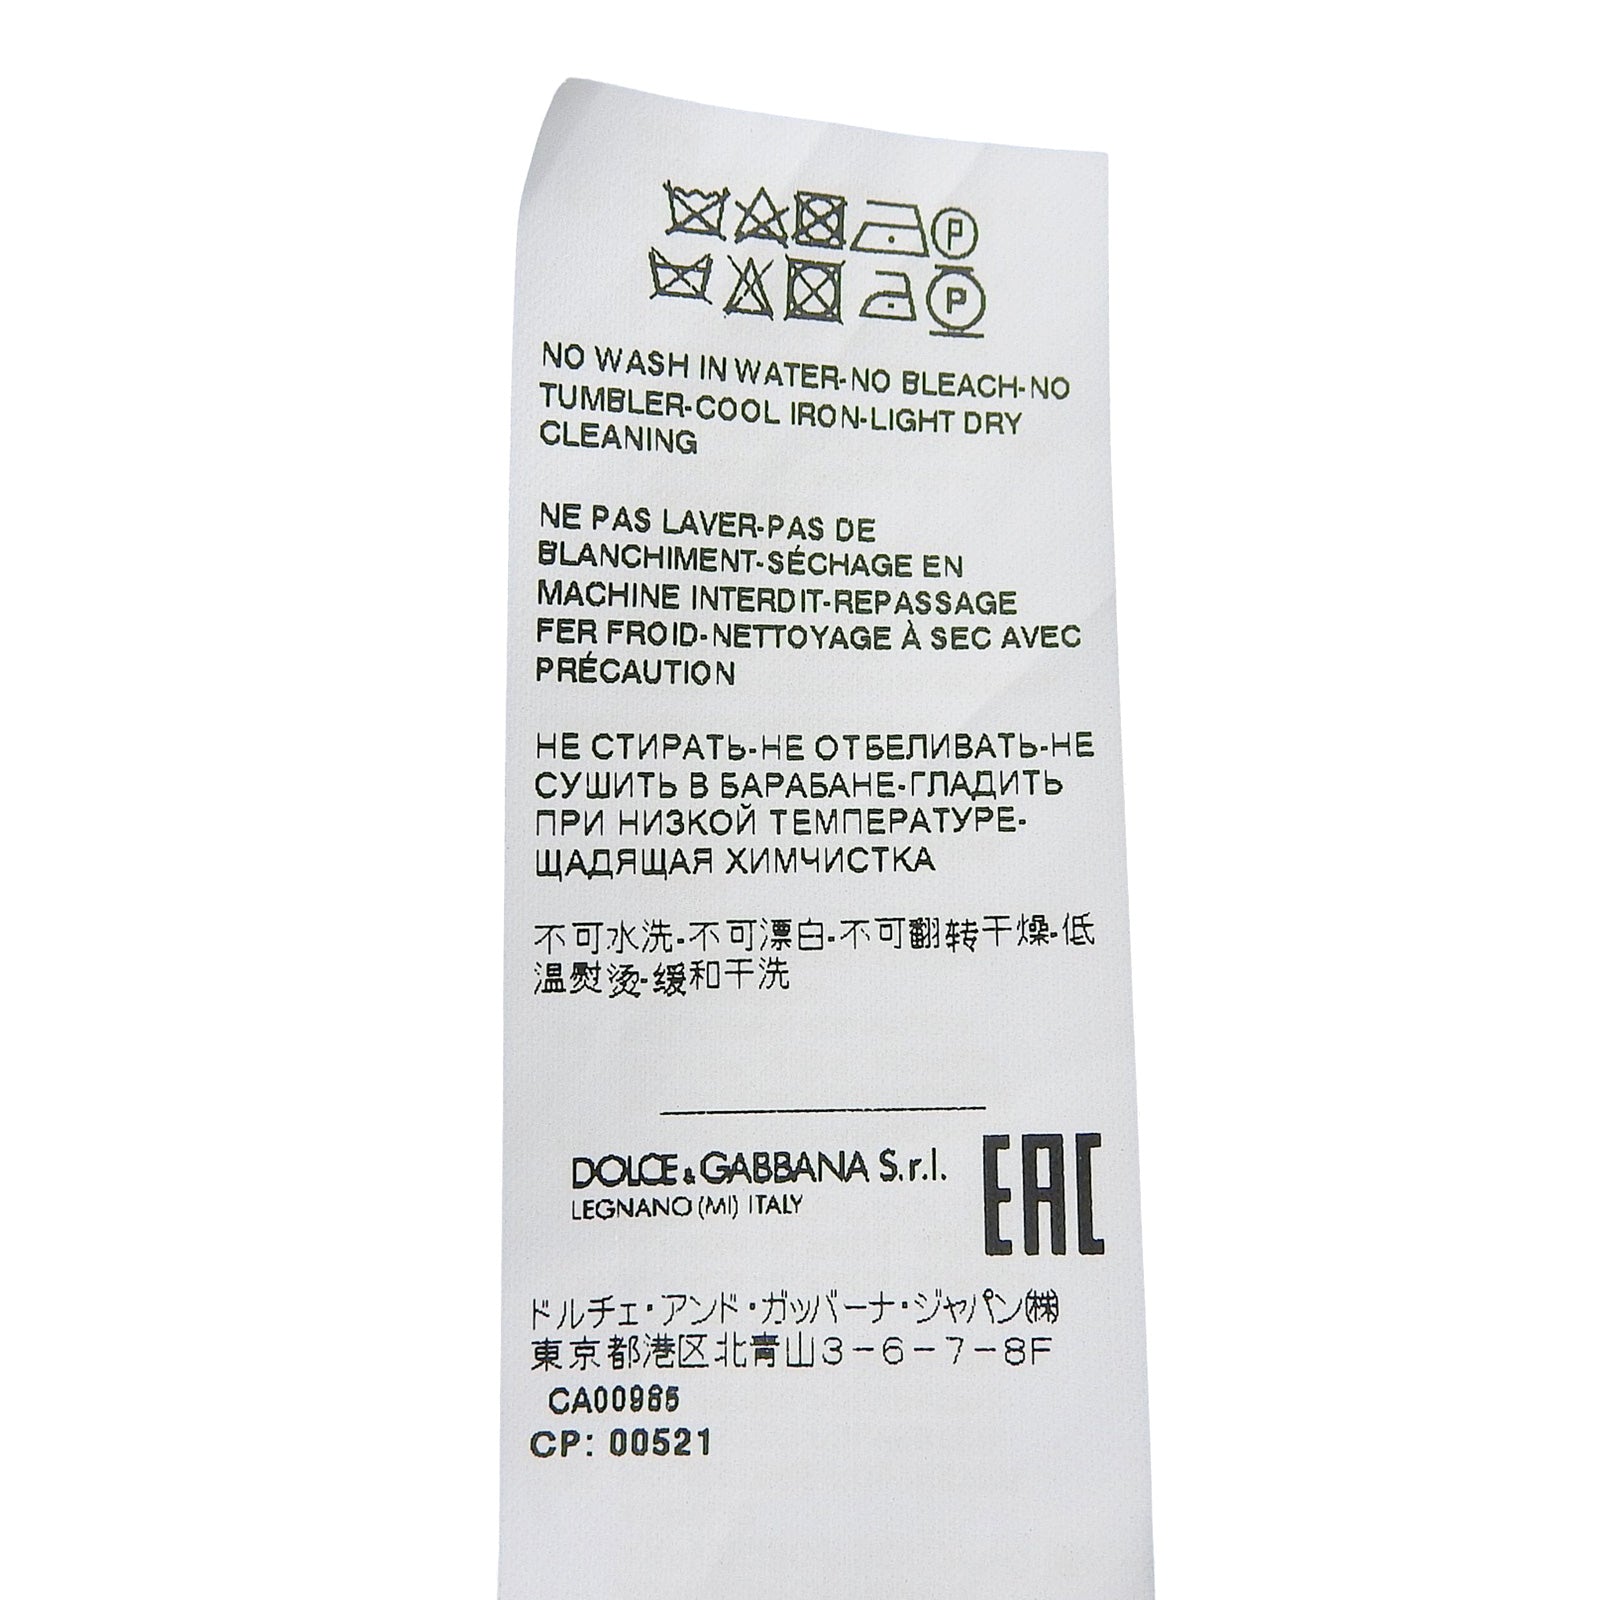 NO WASH IN WATER-NO BLEACH-NO
TUMBLER-COOL IRON-LIGHT DRY
CLEANING
NE PAS LAVER-PAS DE
BLANCHIMENT-SÉCHAGE EN
MACHINE INTERDIT-REPASSAGE
FER FROID-NETTOYAGE À SEC AVEC
PRÉCAUTION
НЕ СТИРАТЬ-НЕ ОТБЕЛИВАТЬ-НЕ
СУШИТЬ В БАРАБАНЕ-ГЛАДИТЬ
ПРИ НИЗКОЙ ТЕМПЕРАТУРЕ-
ЩАДЯЩАЯ ХИМЧИСТКА
不可水洗-不可漂白-不可翻转干燥-低
温熨烫-缓和干洗
DOLCE & GABBANA S.r.l.
LEGNANO (MI) ITALY
EAC
ドルチェ・アンド・ガッバーナ・ジャパン(株)
東京都港区北青山3-6-7-8F
CA00985
CP: 00521